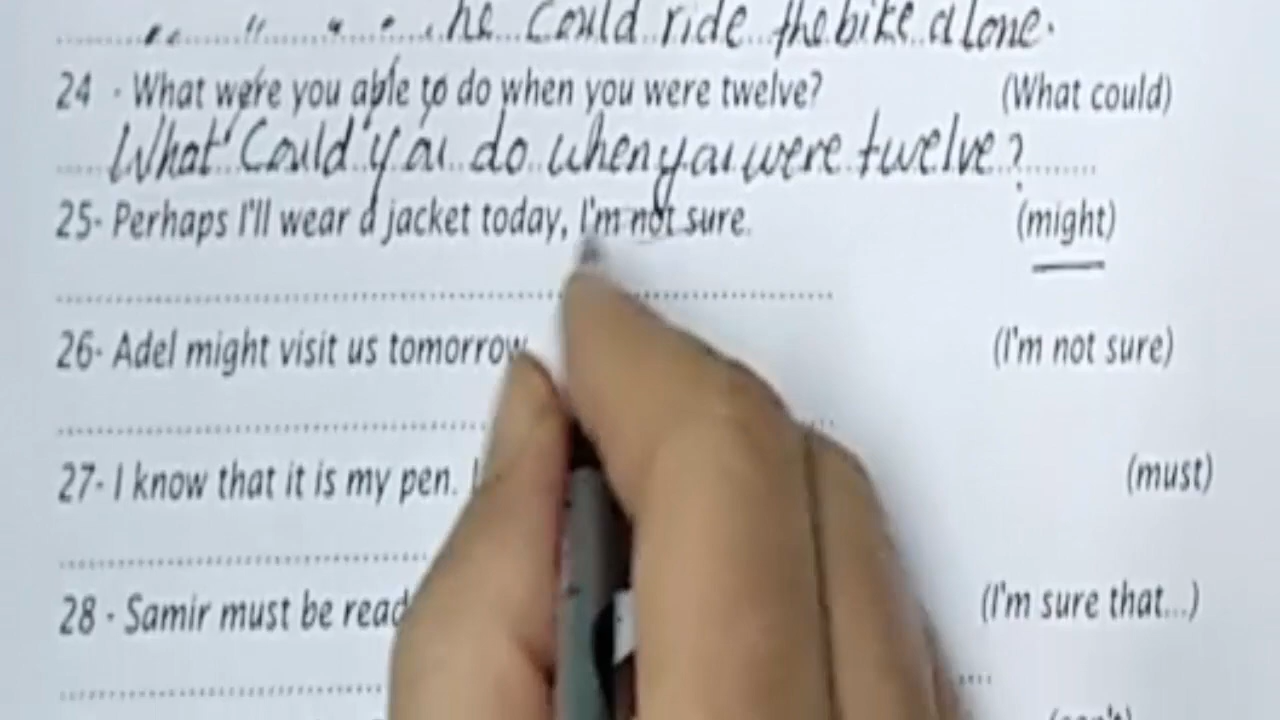 " " " " he Could ride the bike alone.
24 - What were you able to do when you were twelve? (What could)
What Could you do when you were twelve?
25- Perhaps I'll wear a jacket today, I'm not sure. (might)
26- Adel might visit us tomorrow (I'm not sure)
27- I know that it is my pen. (must)
28 - Samir must be read (I'm sure that...)